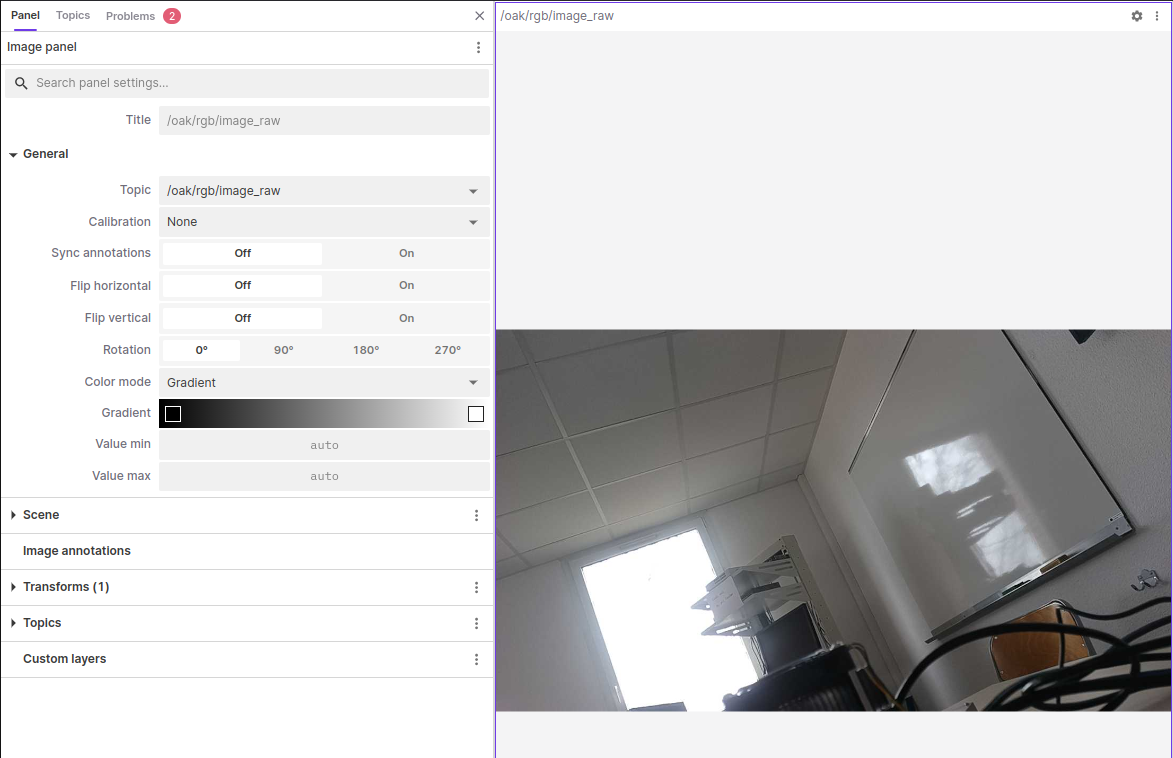 Panel Topics Problems 2
Image panel
Search panel settings...
Title /oak/rgb/image_raw
General
Topic /oak/rgb/image_raw
Calibration None
Sync annotations Off On
Flip horizontal Off On
Flip vertical Off On
Rotation 0° 90° 180° 270°
Color mode Gradient
Gradient
Value min auto
Value max auto
Scene
Image annotations
Transforms (1)
Topics
Custom layers
/oak/rgb/image_raw